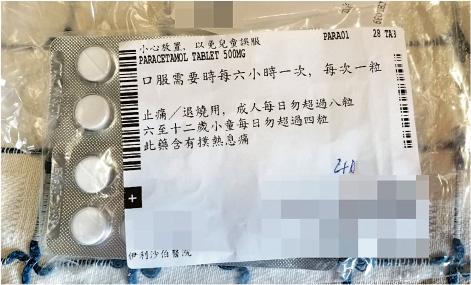 小心放置，以免兒童誤服 PARA01 28 TAB
PARACETAMOL TABLET 500MG
口服需要時每六小時一次，每次一粒
止痛／退燒用，成人每日勿超過八粒
六至十二歲小童每日勿超過四粒
此藥含有撲熱息痛
伊利沙伯醫院